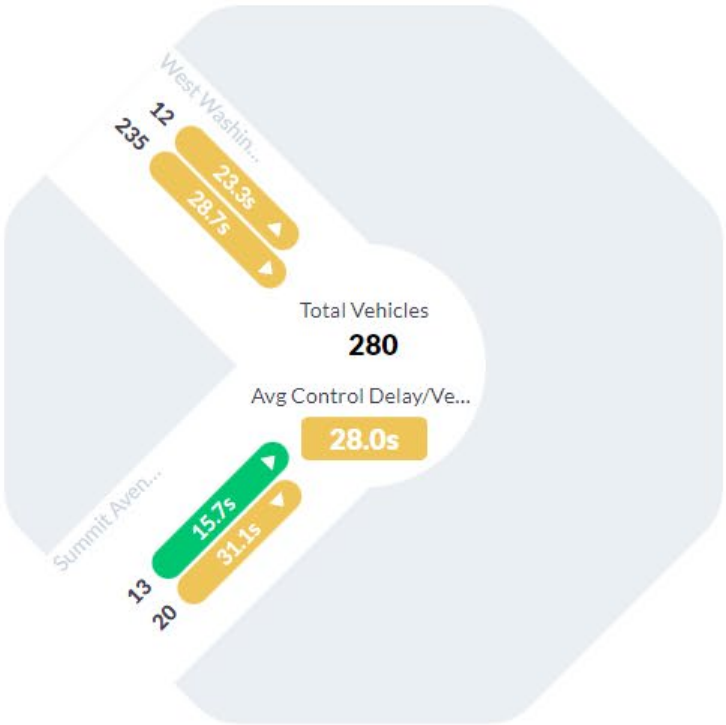 West Washin...
12
23.3s
235
28.7s
Total Vehicles
280
Avg Control Delay/Ve...
28.0s
Summit Aven...
15.7s
13
31.1s
20